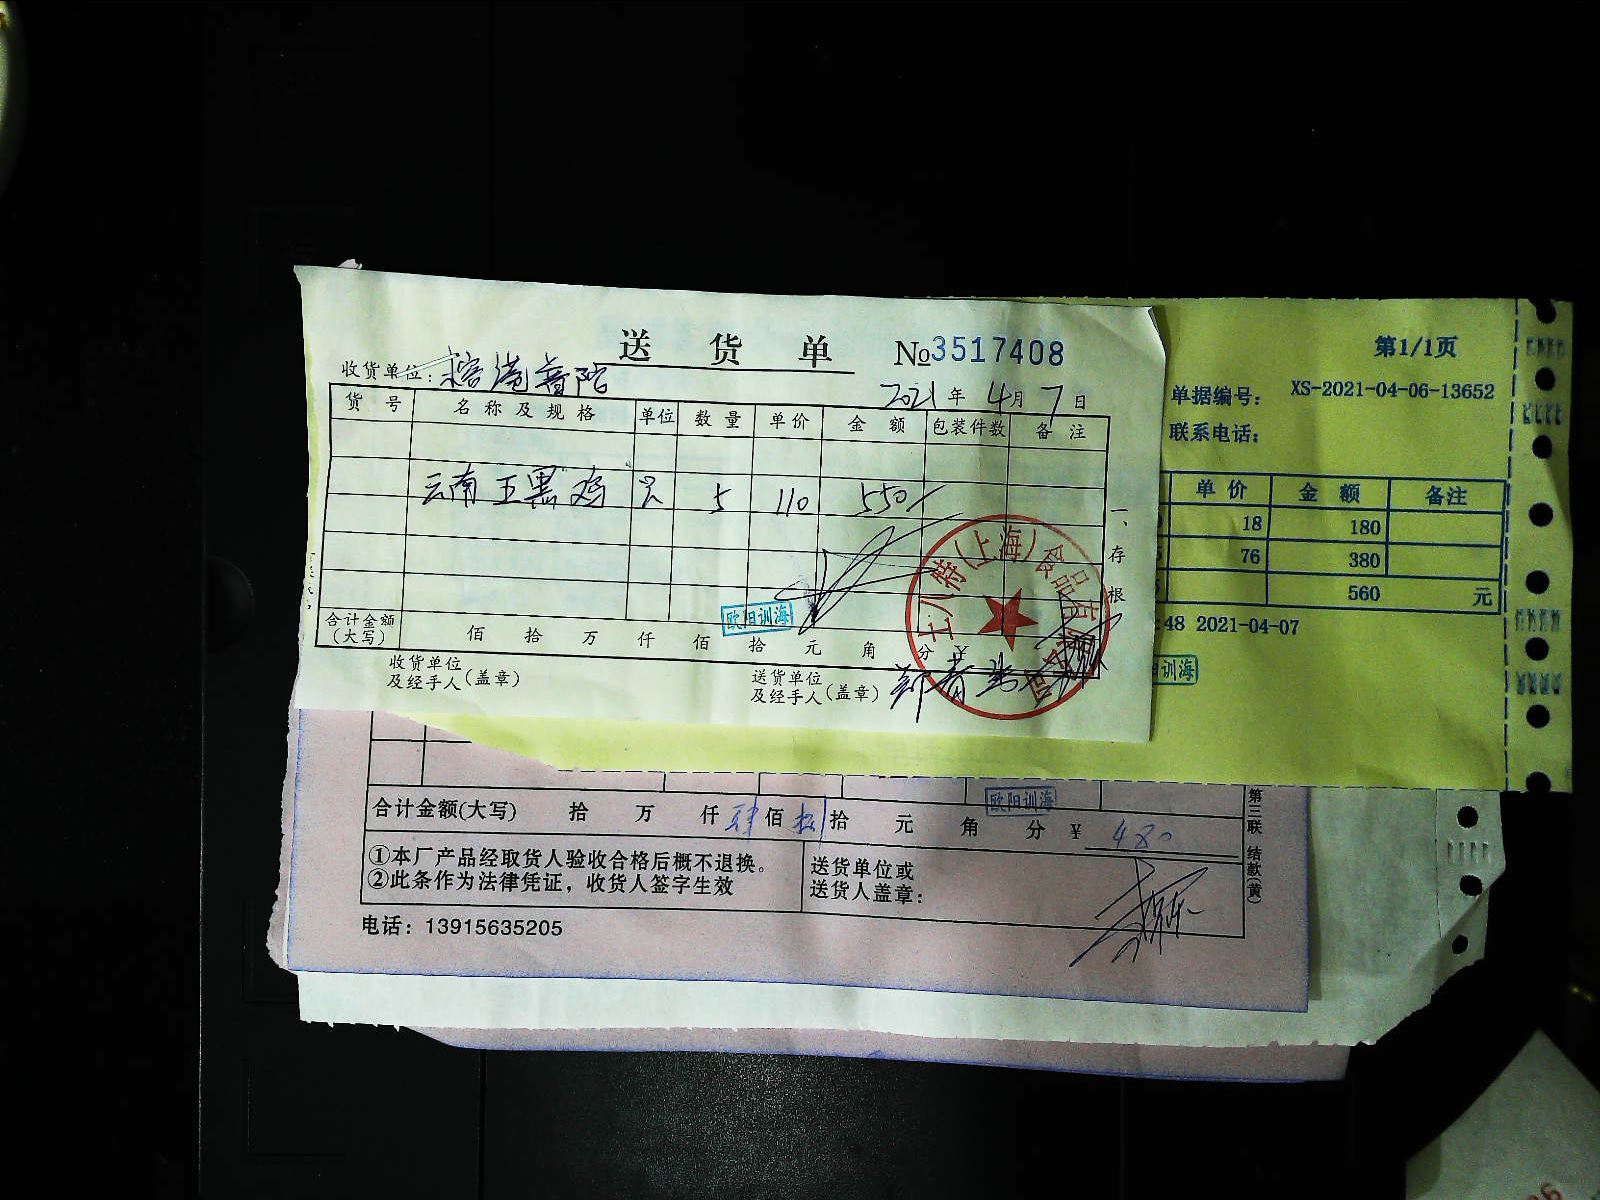 送货单 №3517408
收货单位: 榕港普陀 2021年4月7日
货号 名称及规格 单位 数量 单价 金额 包装件数 备注
云南五黑鸡 只 5 110 550/
一、存根
合计金额(大写) 佰 拾 万 仟 佰 拾 元 角 分 ¥
欧阳训海
收货单位及经手人(盖章) 送货单位及经手人(盖章)
第1/1页
单据编号: XS-2021-04-06-13652
联系电话:
单价 金额 备注
18 180
76 380
560 元
:48 2021-04-07
阳训海
欧阳训海
合计金额(大写) 拾 万 仟 肆 佰 捌 拾 元 角 分 ¥ 480
①本厂产品经取货人验收合格后概不退换。
②此条作为法律凭证，收货人签字生效
送货单位或
送货人盖章:
电话: 13915635205
第三联 结款(黄)